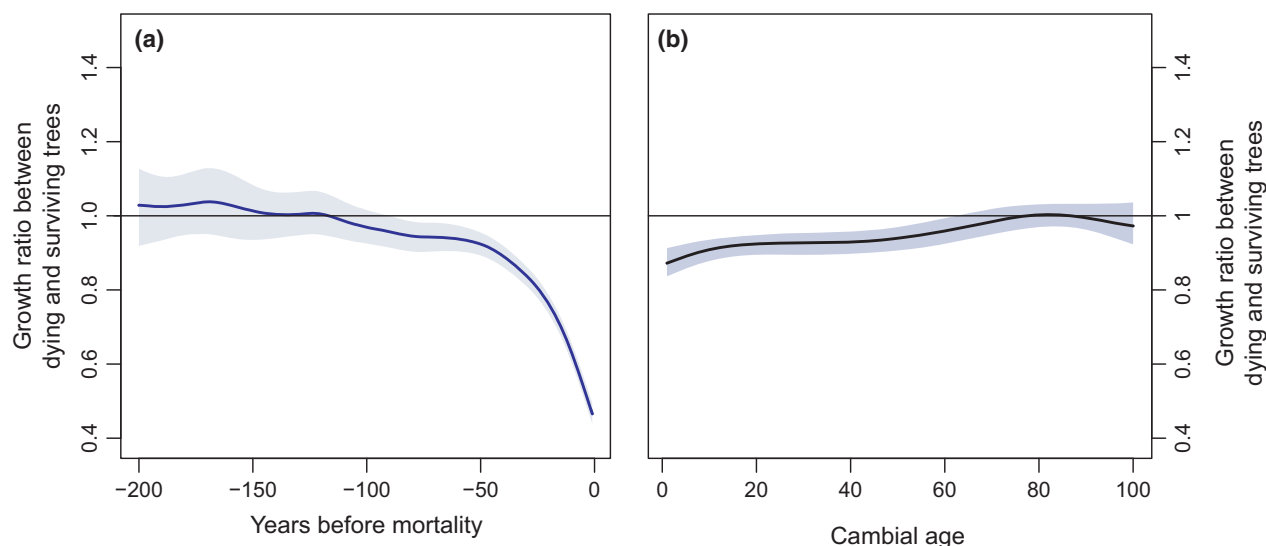 (a)
Growth ratio between
dying and surviving trees
1.4
1.2
1.0
0.8
0.6
0.4
−200
−150
−100
−50
0
Years before mortality
(b)
1.4
1.2
1
0.8
0.6
0.4
Growth ratio between
dying and surviving trees
0
20
40
60
80
100
Cambial age